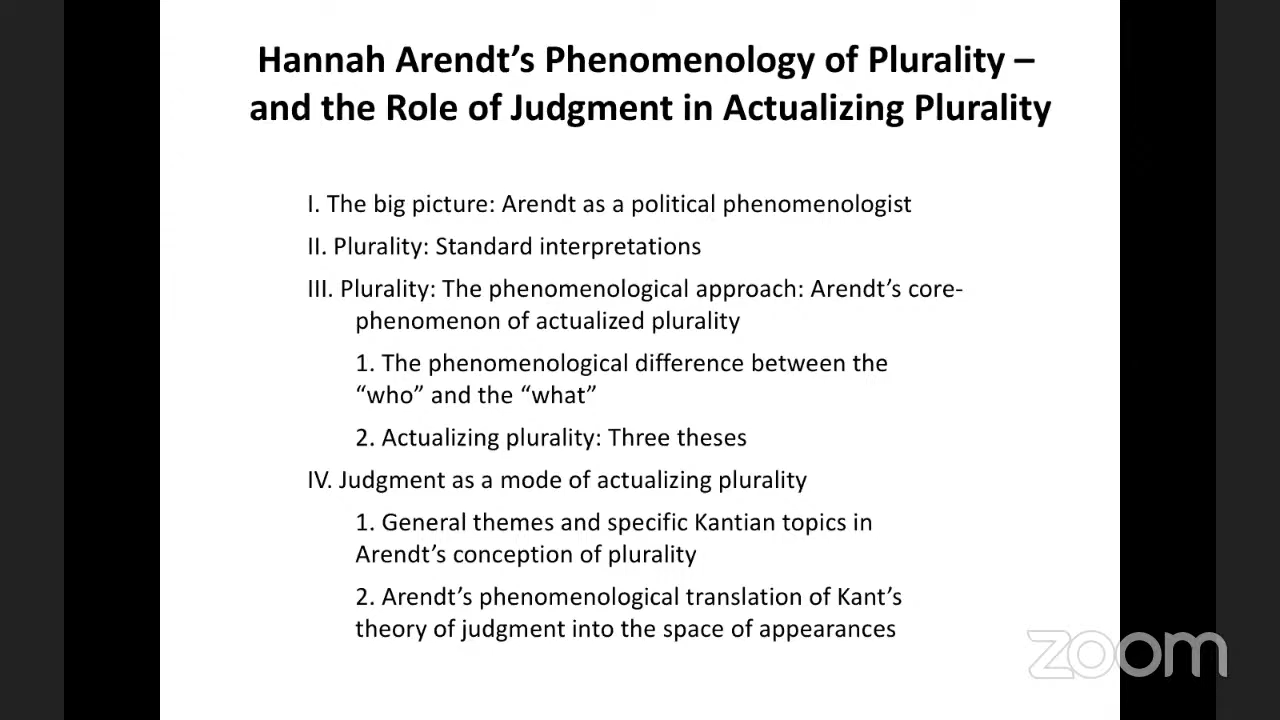 Hannah Arendt’s Phenomenology of Plurality –
and the Role of Judgment in Actualizing Plurality
I. The big picture: Arendt as a political phenomenologist
II. Plurality: Standard interpretations
III. Plurality: The phenomenological approach: Arendt’s core-
phenomenon of actualized plurality
1. The phenomenological difference between the
“who” and the “what”
2. Actualizing plurality: Three theses
IV. Judgment as a mode of actualizing plurality
1. General themes and specific Kantian topics in
Arendt’s conception of plurality
2. Arendt’s phenomenological translation of Kant’s
theory of judgment into the space of appearances
zoom